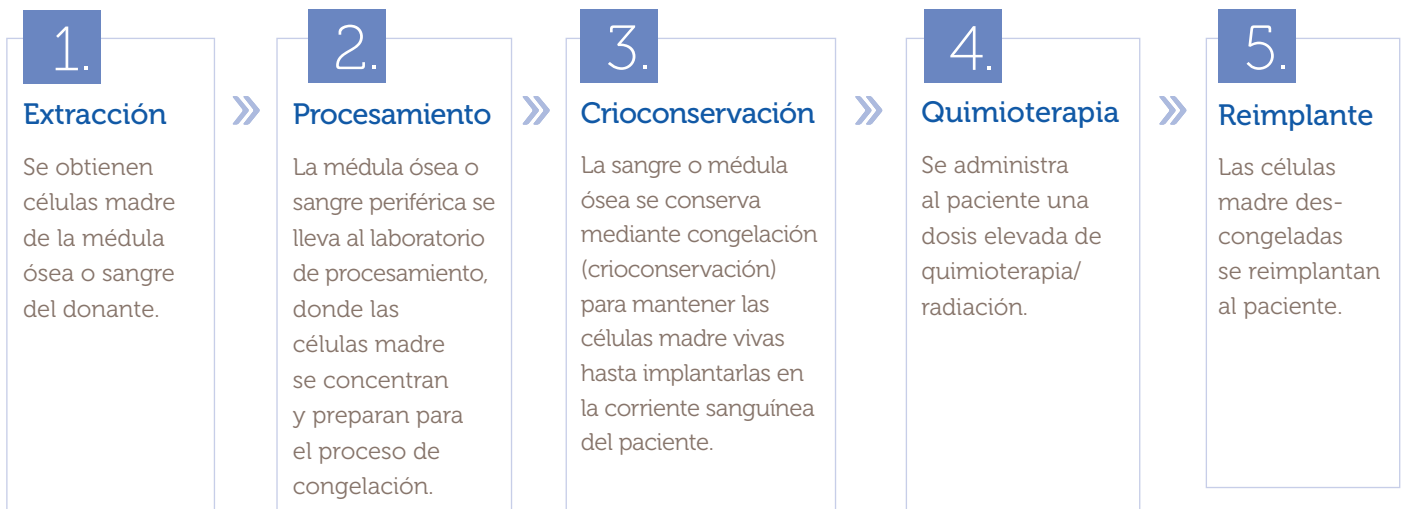 1.
Extracción
Se obtienen
células madre
de la médula
ósea o sangre
del donante.
2.
Procesamiento
La médula ósea o
sangre periférica se
lleva al laboratorio
de procesamiento,
donde las
células madre
se concentran
y preparan para
el proceso de
congelación.
3.
Crioconservación
La sangre o médula
ósea se conserva
mediante congelación
(crioconservación)
para mantener las
células madre vivas
hasta implantarlas en
la corriente sanguínea
del paciente.
4.
Quimioterapia
Se administra
al paciente una
dosis elevada de
quimioterapia/
radiación.
5.
Reimplante
Las células
madre des-
congeladas
se reimplantan
al paciente.